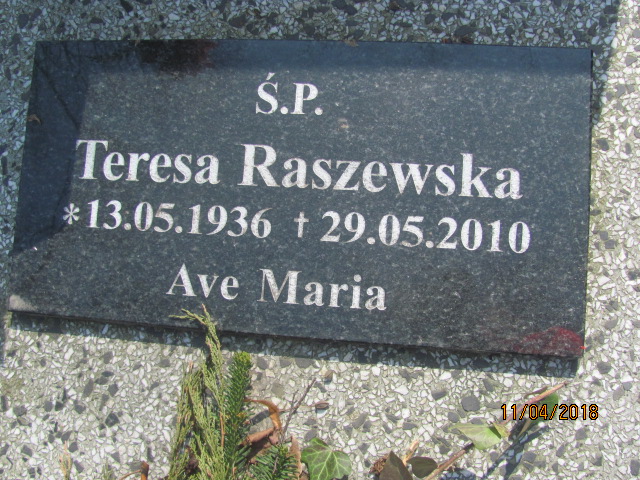 Ś.P.
Teresa Raszewska
*13.05.1936 †29.05.2010
Ave Maria
11/04/2018